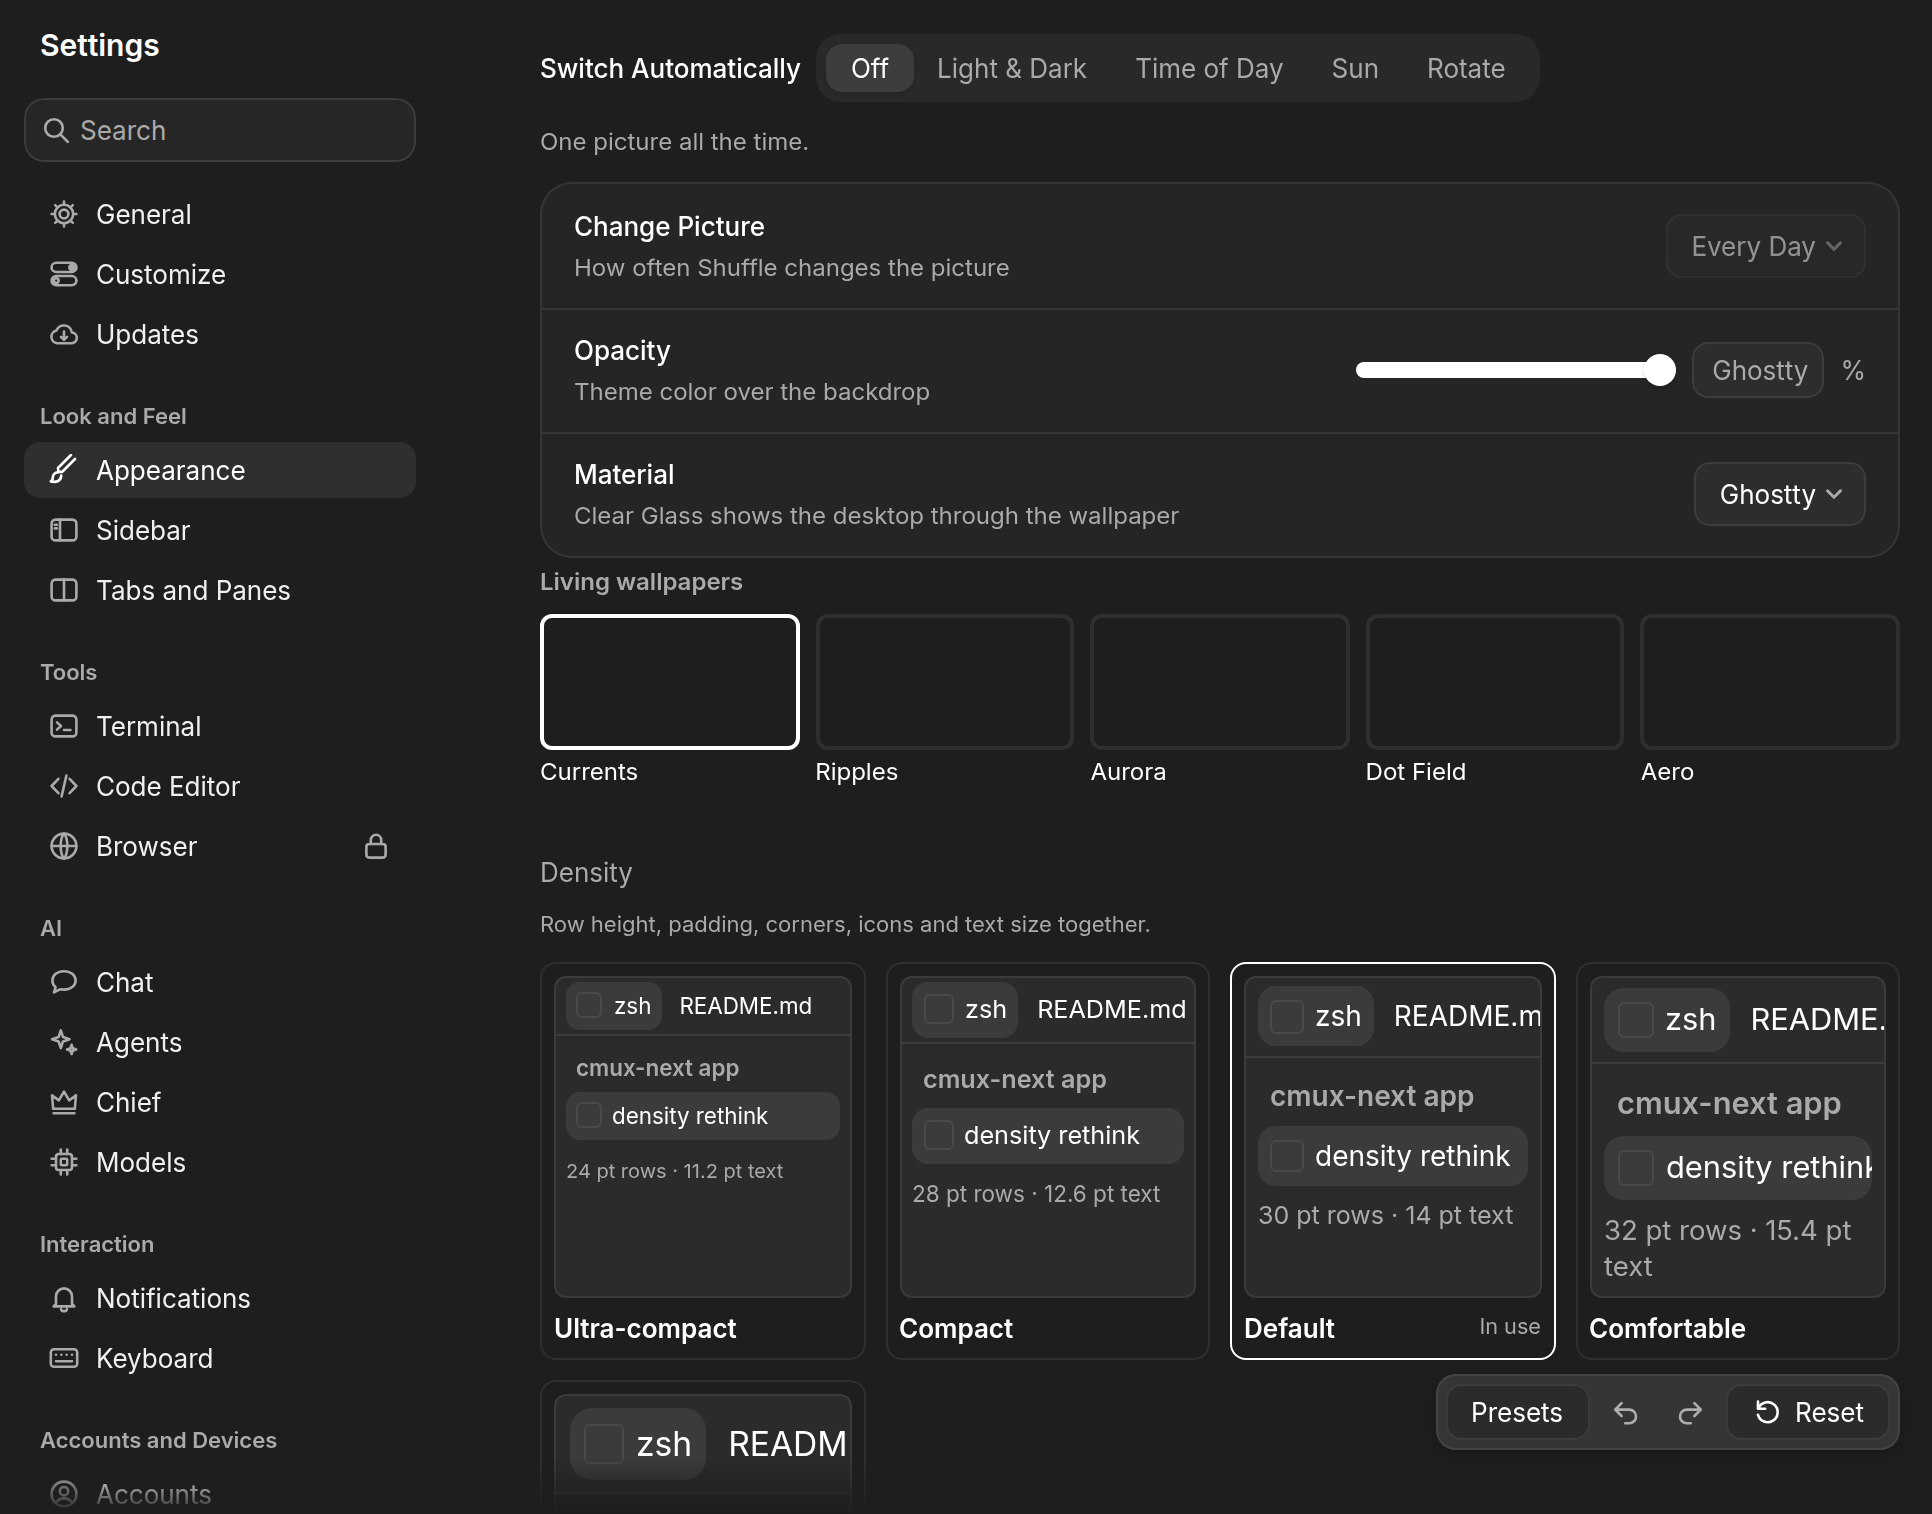 Settings
Search
General
Customize
Updates
Look and Feel
Appearance
Sidebar
Tabs and Panes
Tools
Terminal
Code Editor
Browser
AI
Chat
Agents
Chief
Models
Interaction
Notifications
Keyboard
Accounts and Devices
Accounts
Switch Automatically
Off
Light & Dark
Time of Day
Sun
Rotate
One picture all the time.
Change Picture
How often Shuffle changes the picture
Every Day
Opacity
Theme color over the backdrop
Ghostty
%
Material
Clear Glass shows the desktop through the wallpaper
Ghostty
Living wallpapers
Currents
Ripples
Aurora
Dot Field
Aero
Density
Row height, padding, corners, icons and text size together.
zsh
README.md
cmux-next app
density rethink
24 pt rows · 11.2 pt text
Ultra-compact
zsh
README.md
cmux-next app
density rethink
28 pt rows · 12.6 pt text
Compact
zsh
README.m
cmux-next app
density rethink
30 pt rows · 14 pt text
Default
In use
zsh
README.
cmux-next app
density rethink
32 pt rows · 15.4 pt
text
Comfortable
zsh
READM
Presets
Reset